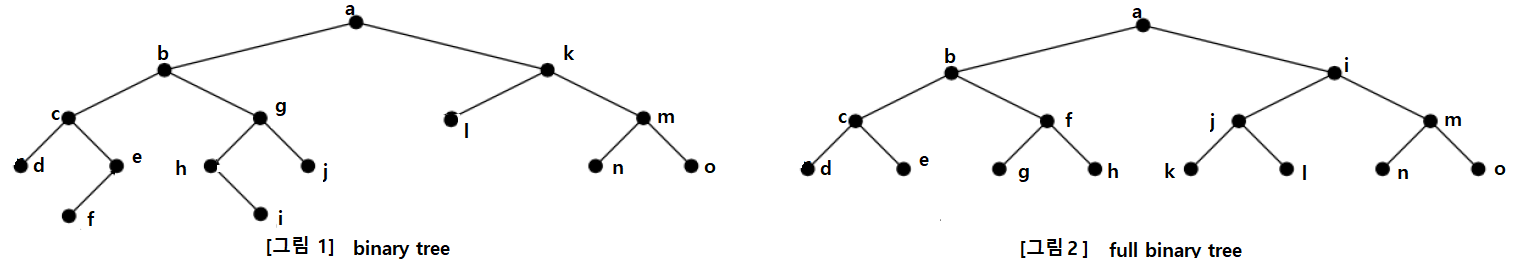 a
b k
c g l m
d e h j n o
f i
[그림 1] binary tree
a
b i
c f j m
d e g h k l n o
[그림2] full binary tree